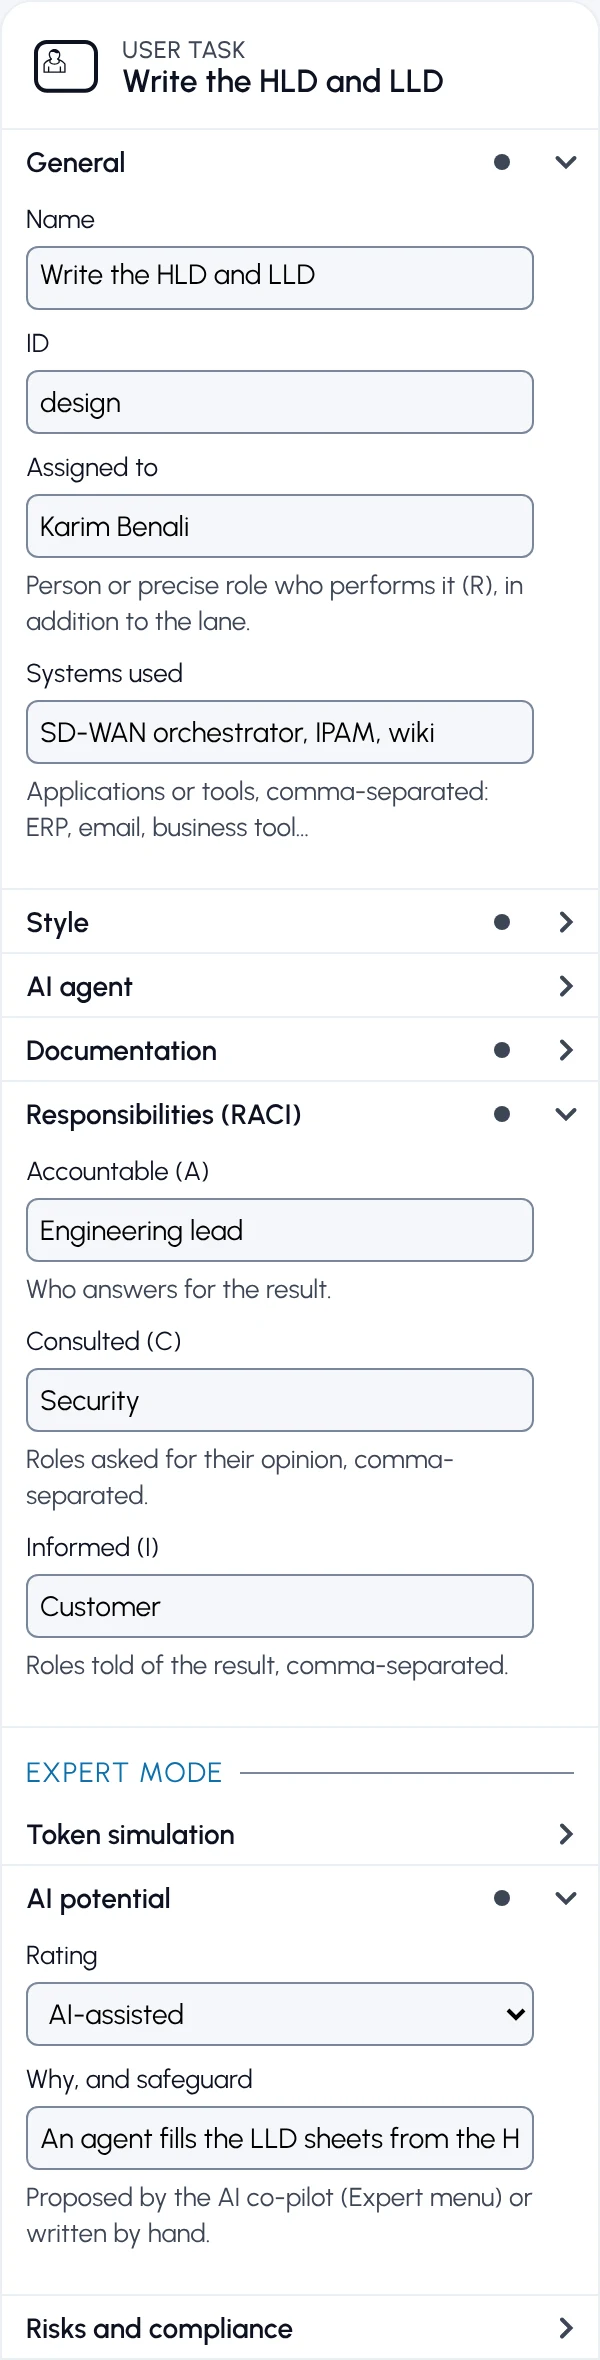 USER TASK
Write the HLD and LLD
General
Name
Write the HLD and LLD
ID
design
Assigned to
Karim Benali
Person or precise role who performs it (R), in
addition to the lane.
Systems used
SD-WAN orchestrator, IPAM, wiki
Applications or tools, comma-separated:
ERP, email, business tool...
Style
AI agent
Documentation
Responsibilities (RACI)
Accountable (A)
Engineering lead
Who answers for the result.
Consulted (C)
Security
Roles asked for their opinion, comma-
separated.
Informed (I)
Customer
Roles told of the result, comma-separated.
EXPERT MODE
Token simulation
AI potential
Rating
AI-assisted
Why, and safeguard
An agent fills the LLD sheets from the H
Proposed by the AI co-pilot (Expert menu) or
written by hand.
Risks and compliance